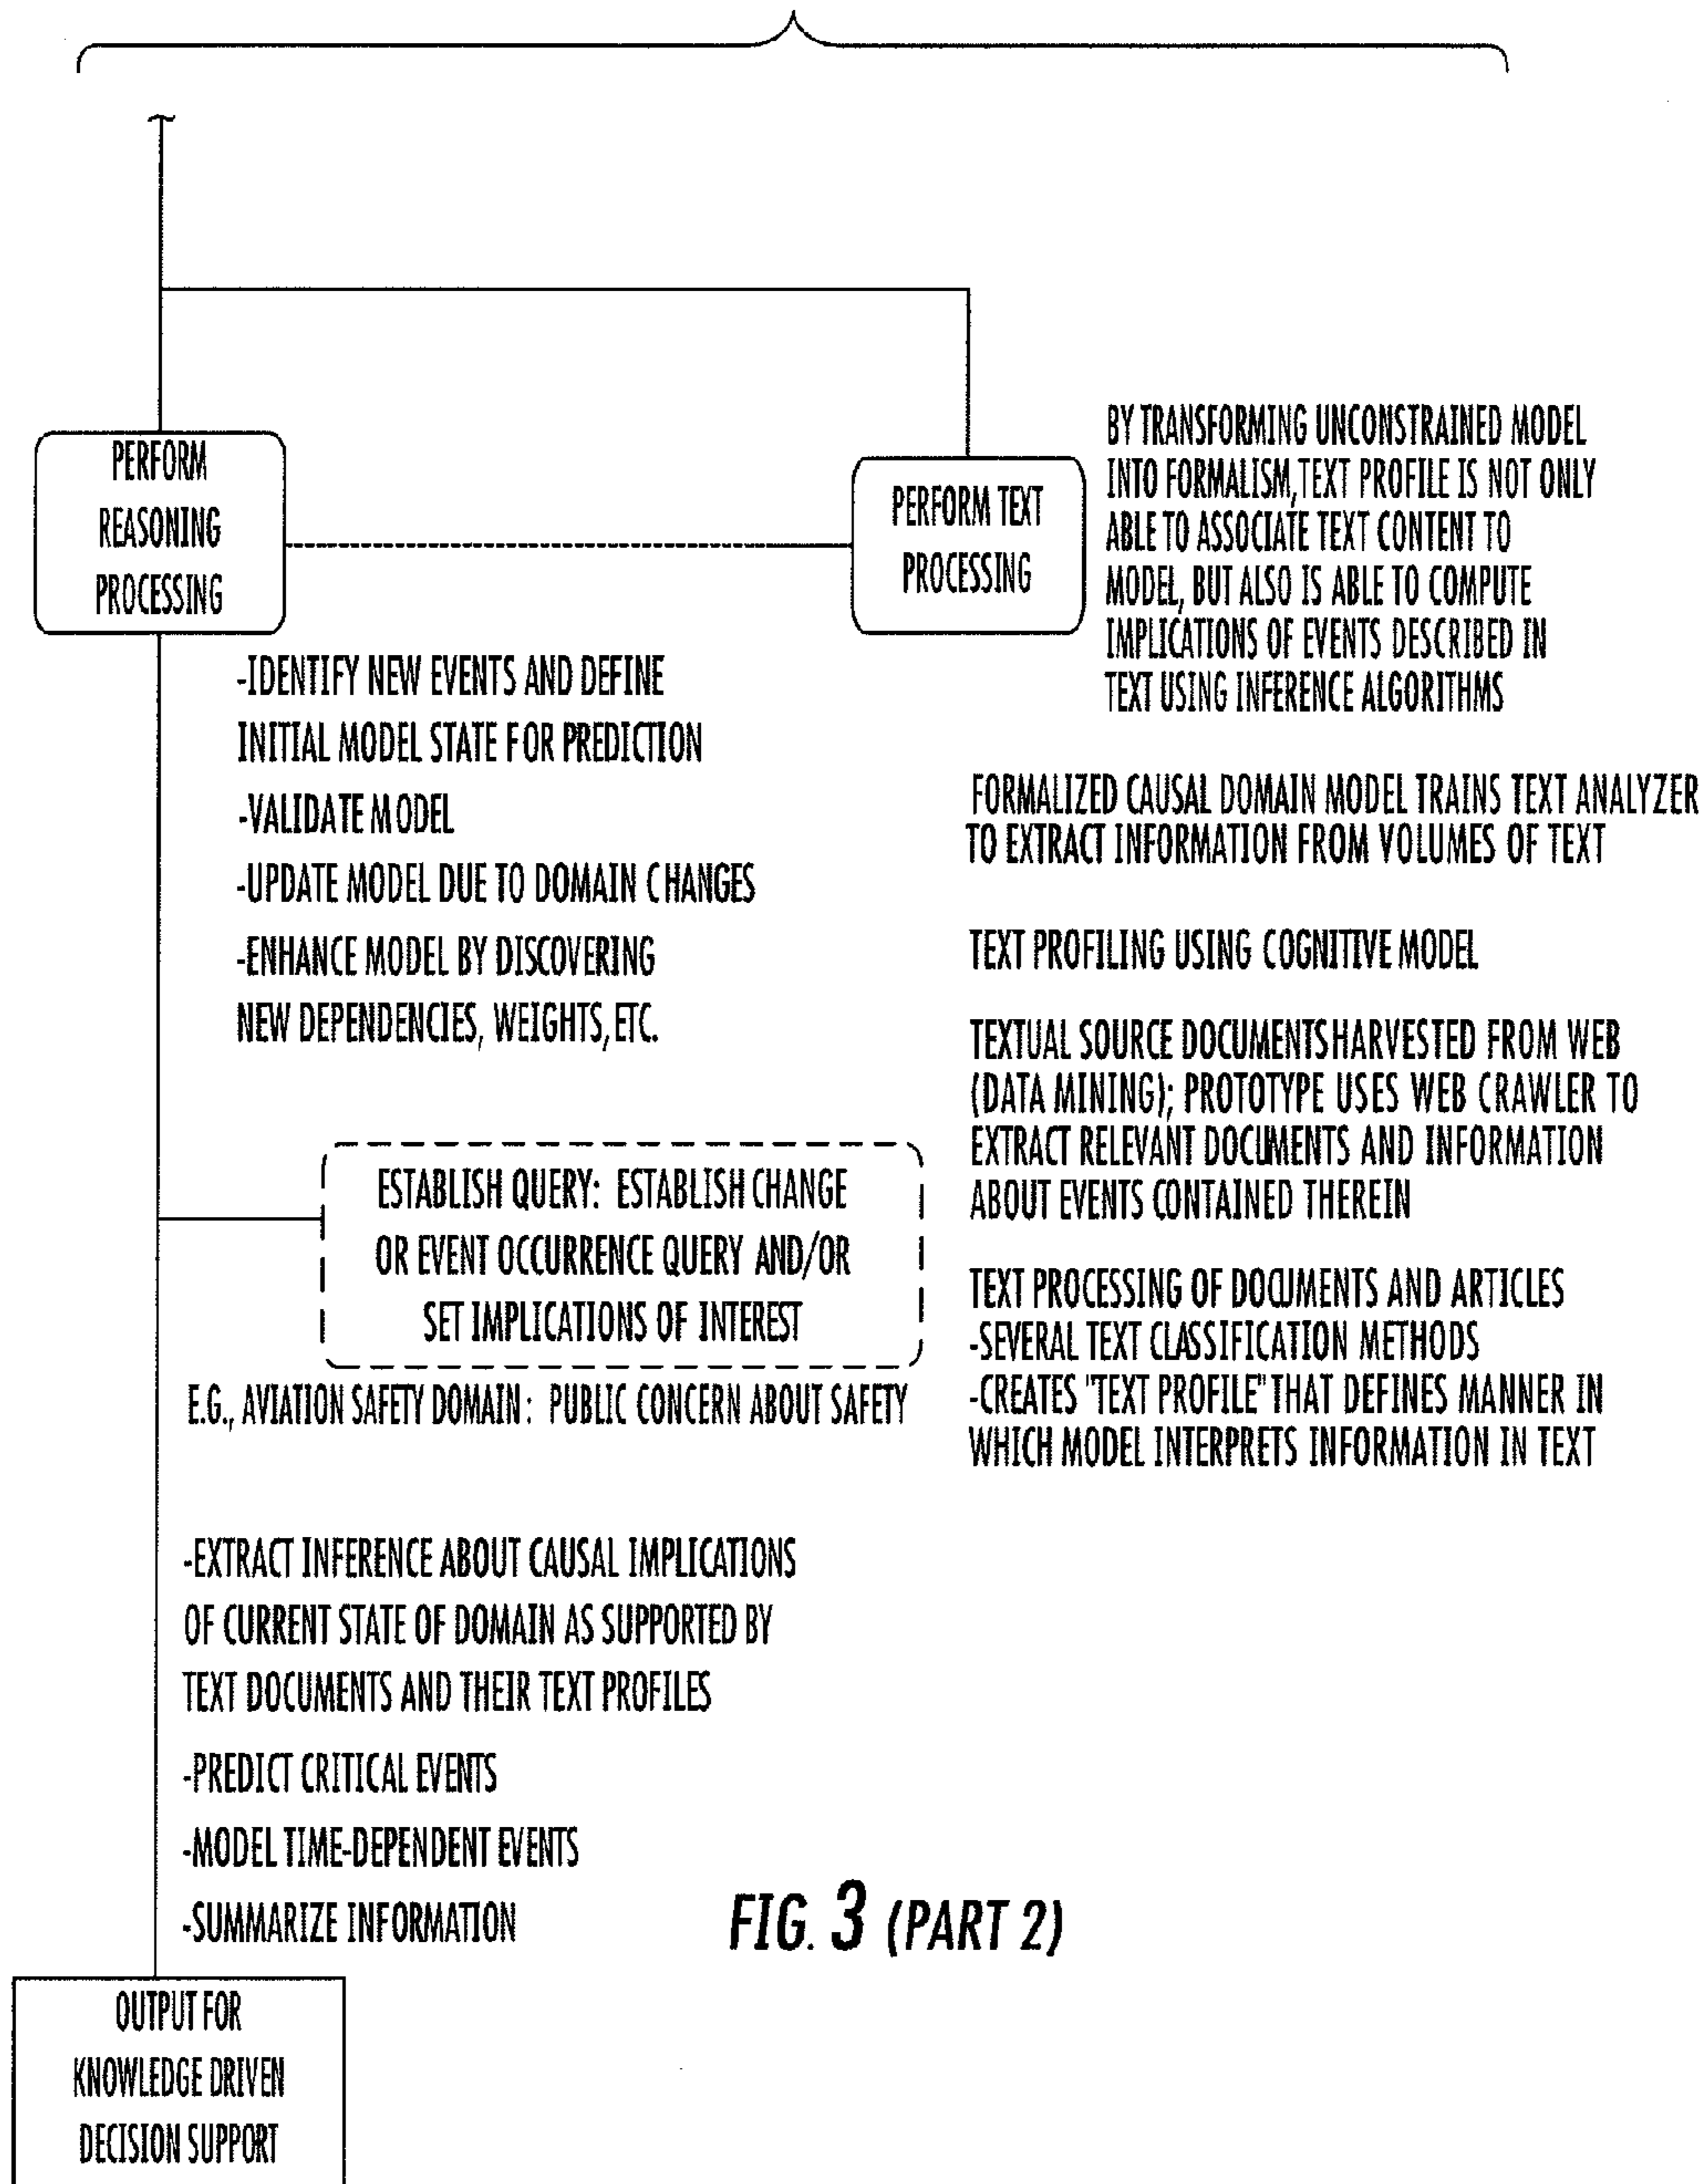 PERFORM
REASONING
PROCESSING
PERFORM TEXT
PROCESSING
BY TRANSFORMING UNCONSTRAINED MODEL
INTO FORMALISM, TEXT PROFILE IS NOT ONLY
ABLE TO ASSOCIATE TEXT CONTENT TO
MODEL, BUT ALSO IS ABLE TO COMPUTE
IMPLICATIONS OF EVENTS DESCRIBED IN
TEXT USING INFERENCE ALGORITHMS
-IDENTIFY NEW EVENTS AND DEFINE
INITIAL MODEL STATE FOR PREDICTION
-VALIDATE MODEL
-UPDATE MODEL DUE TO DOMAIN CHANGES
-ENHANCE MODEL BY DISCOVERING
NEW DEPENDENCIES, WEIGHTS, ETC.
FORMALIZED CAUSAL DOMAIN MODEL TRAINS TEXT ANALYZER
TO EXTRACT INFORMATION FROM VOLUMES OF TEXT
TEXT PROFILING USING COGNITIVE MODEL
TEXTUAL SOURCE DOCUMENTS HARVESTED FROM WEB
(DATA MINING); PROTOTYPE USES WEB CRAWLER TO
EXTRACT RELEVANT DOCUMENTS AND INFORMATION
ABOUT EVENTS CONTAINED THEREIN
TEXT PROCESSING OF DOCUMENTS AND ARTICLES
-SEVERAL TEXT CLASSIFICATION METHODS
-CREATES "TEXT PROFILE" THAT DEFINES MANNER IN
WHICH MODEL INTERPRETS INFORMATION IN TEXT
ESTABLISH QUERY: ESTABLISH CHANGE
OR EVENT OCCURRENCE QUERY AND/OR
SET IMPLICATIONS OF INTEREST
E.G., AVIATION SAFETY DOMAIN: PUBLIC CONCERN ABOUT SAFETY
-EXTRACT INFERENCE ABOUT CAUSAL IMPLICATIONS
OF CURRENT STATE OF DOMAIN AS SUPPORTED BY
TEXT DOCUMENTS AND THEIR TEXT PROFILES
-PREDICT CRITICAL EVENTS
-MODEL TIME-DEPENDENT EVENTS
-SUMMARIZE INFORMATION
FIG. 3 (PART 2)
OUTPUT FOR
KNOWLEDGE DRIVEN
DECISION SUPPORT